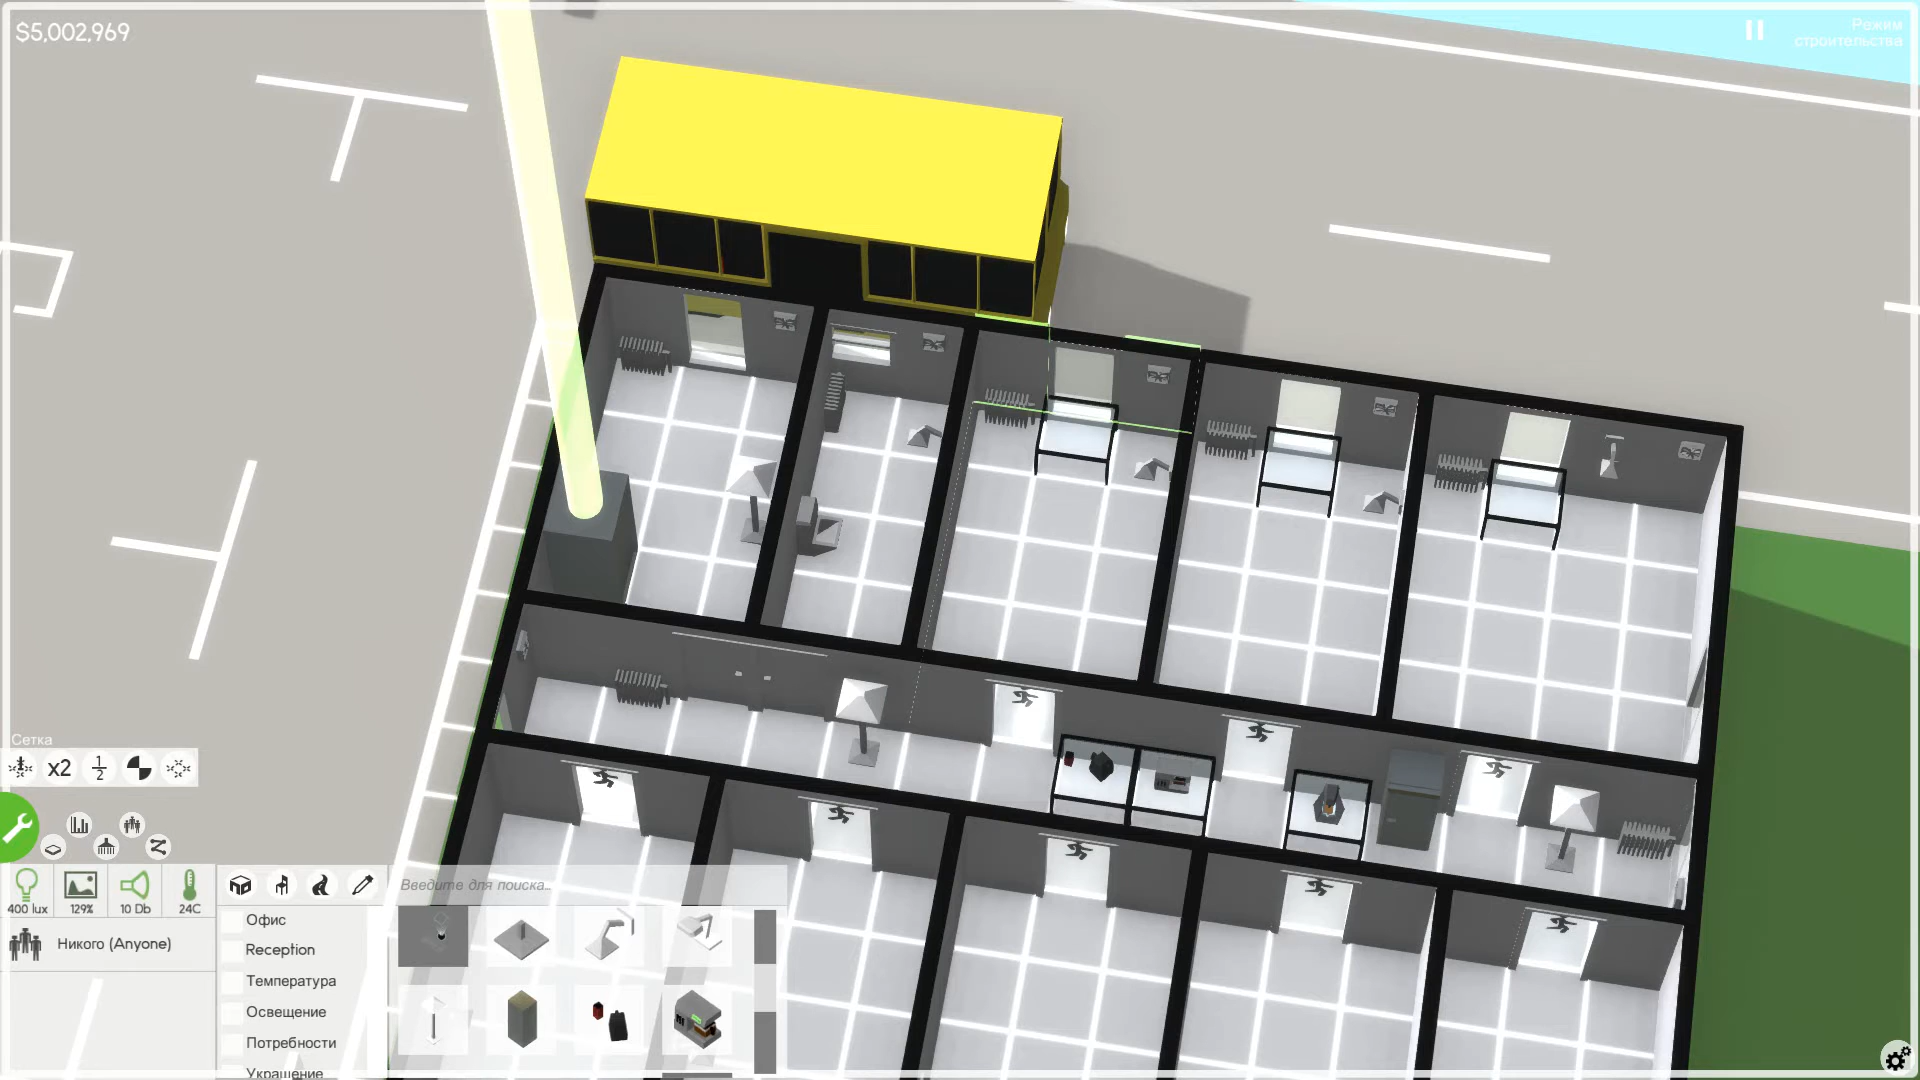 $5,002,969
Режим
строительства
Сетка
x2
1
2
400 lux
129%
10 Db
24C
Никого (Anyone)
Введите для поиска...
Офис
Reception
Температура
Освещение
Потребности
Украшение